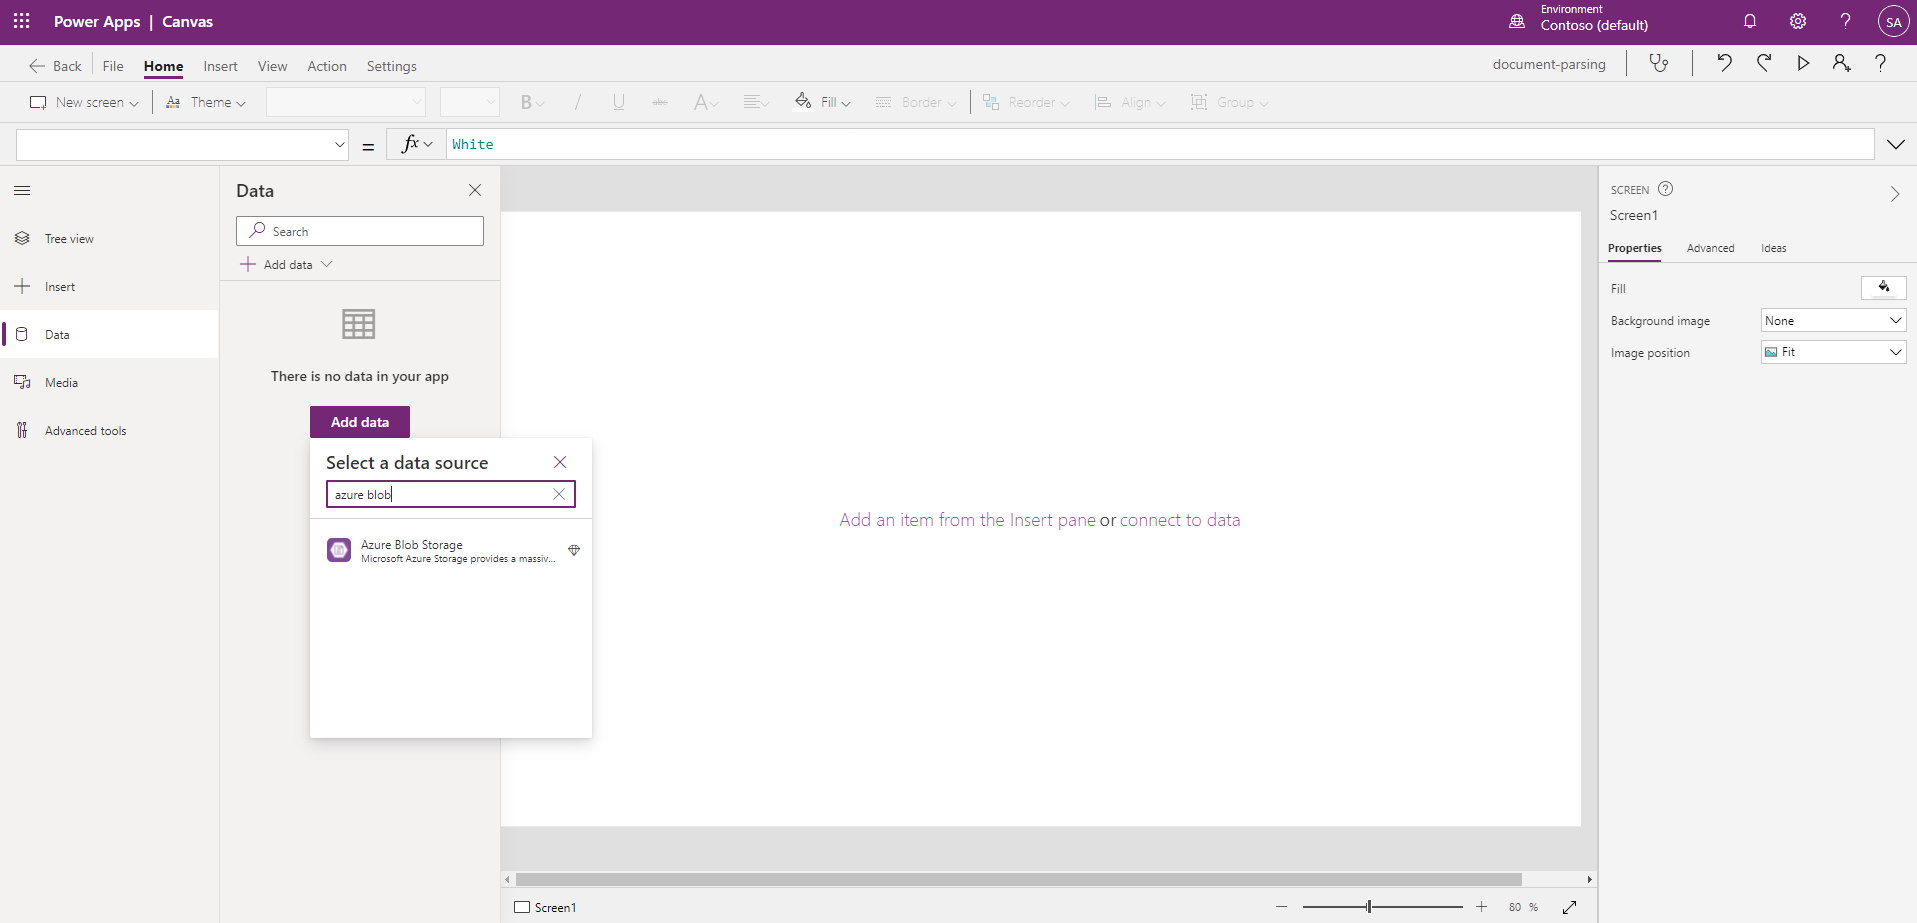 Power Apps | Canvas
Environment
Contoso (default)
SA
Back File Home Insert View Action Settings
document-parsing
New screen Theme B / U abc A Fill Border Reorder Align Group
= fx White
Tree view
Insert
Data
Media
Advanced tools
Data
Search
Add data
There is no data in your app
Add data
Select a data source
azure blob
Azure Blob Storage
Microsoft Azure Storage provides a massiv...
Add an item from the Insert pane or connect to data
SCREEN ?
Screen1
Properties Advanced Ideas
Fill
Background image None
Image position Fit
Screen1
80 %